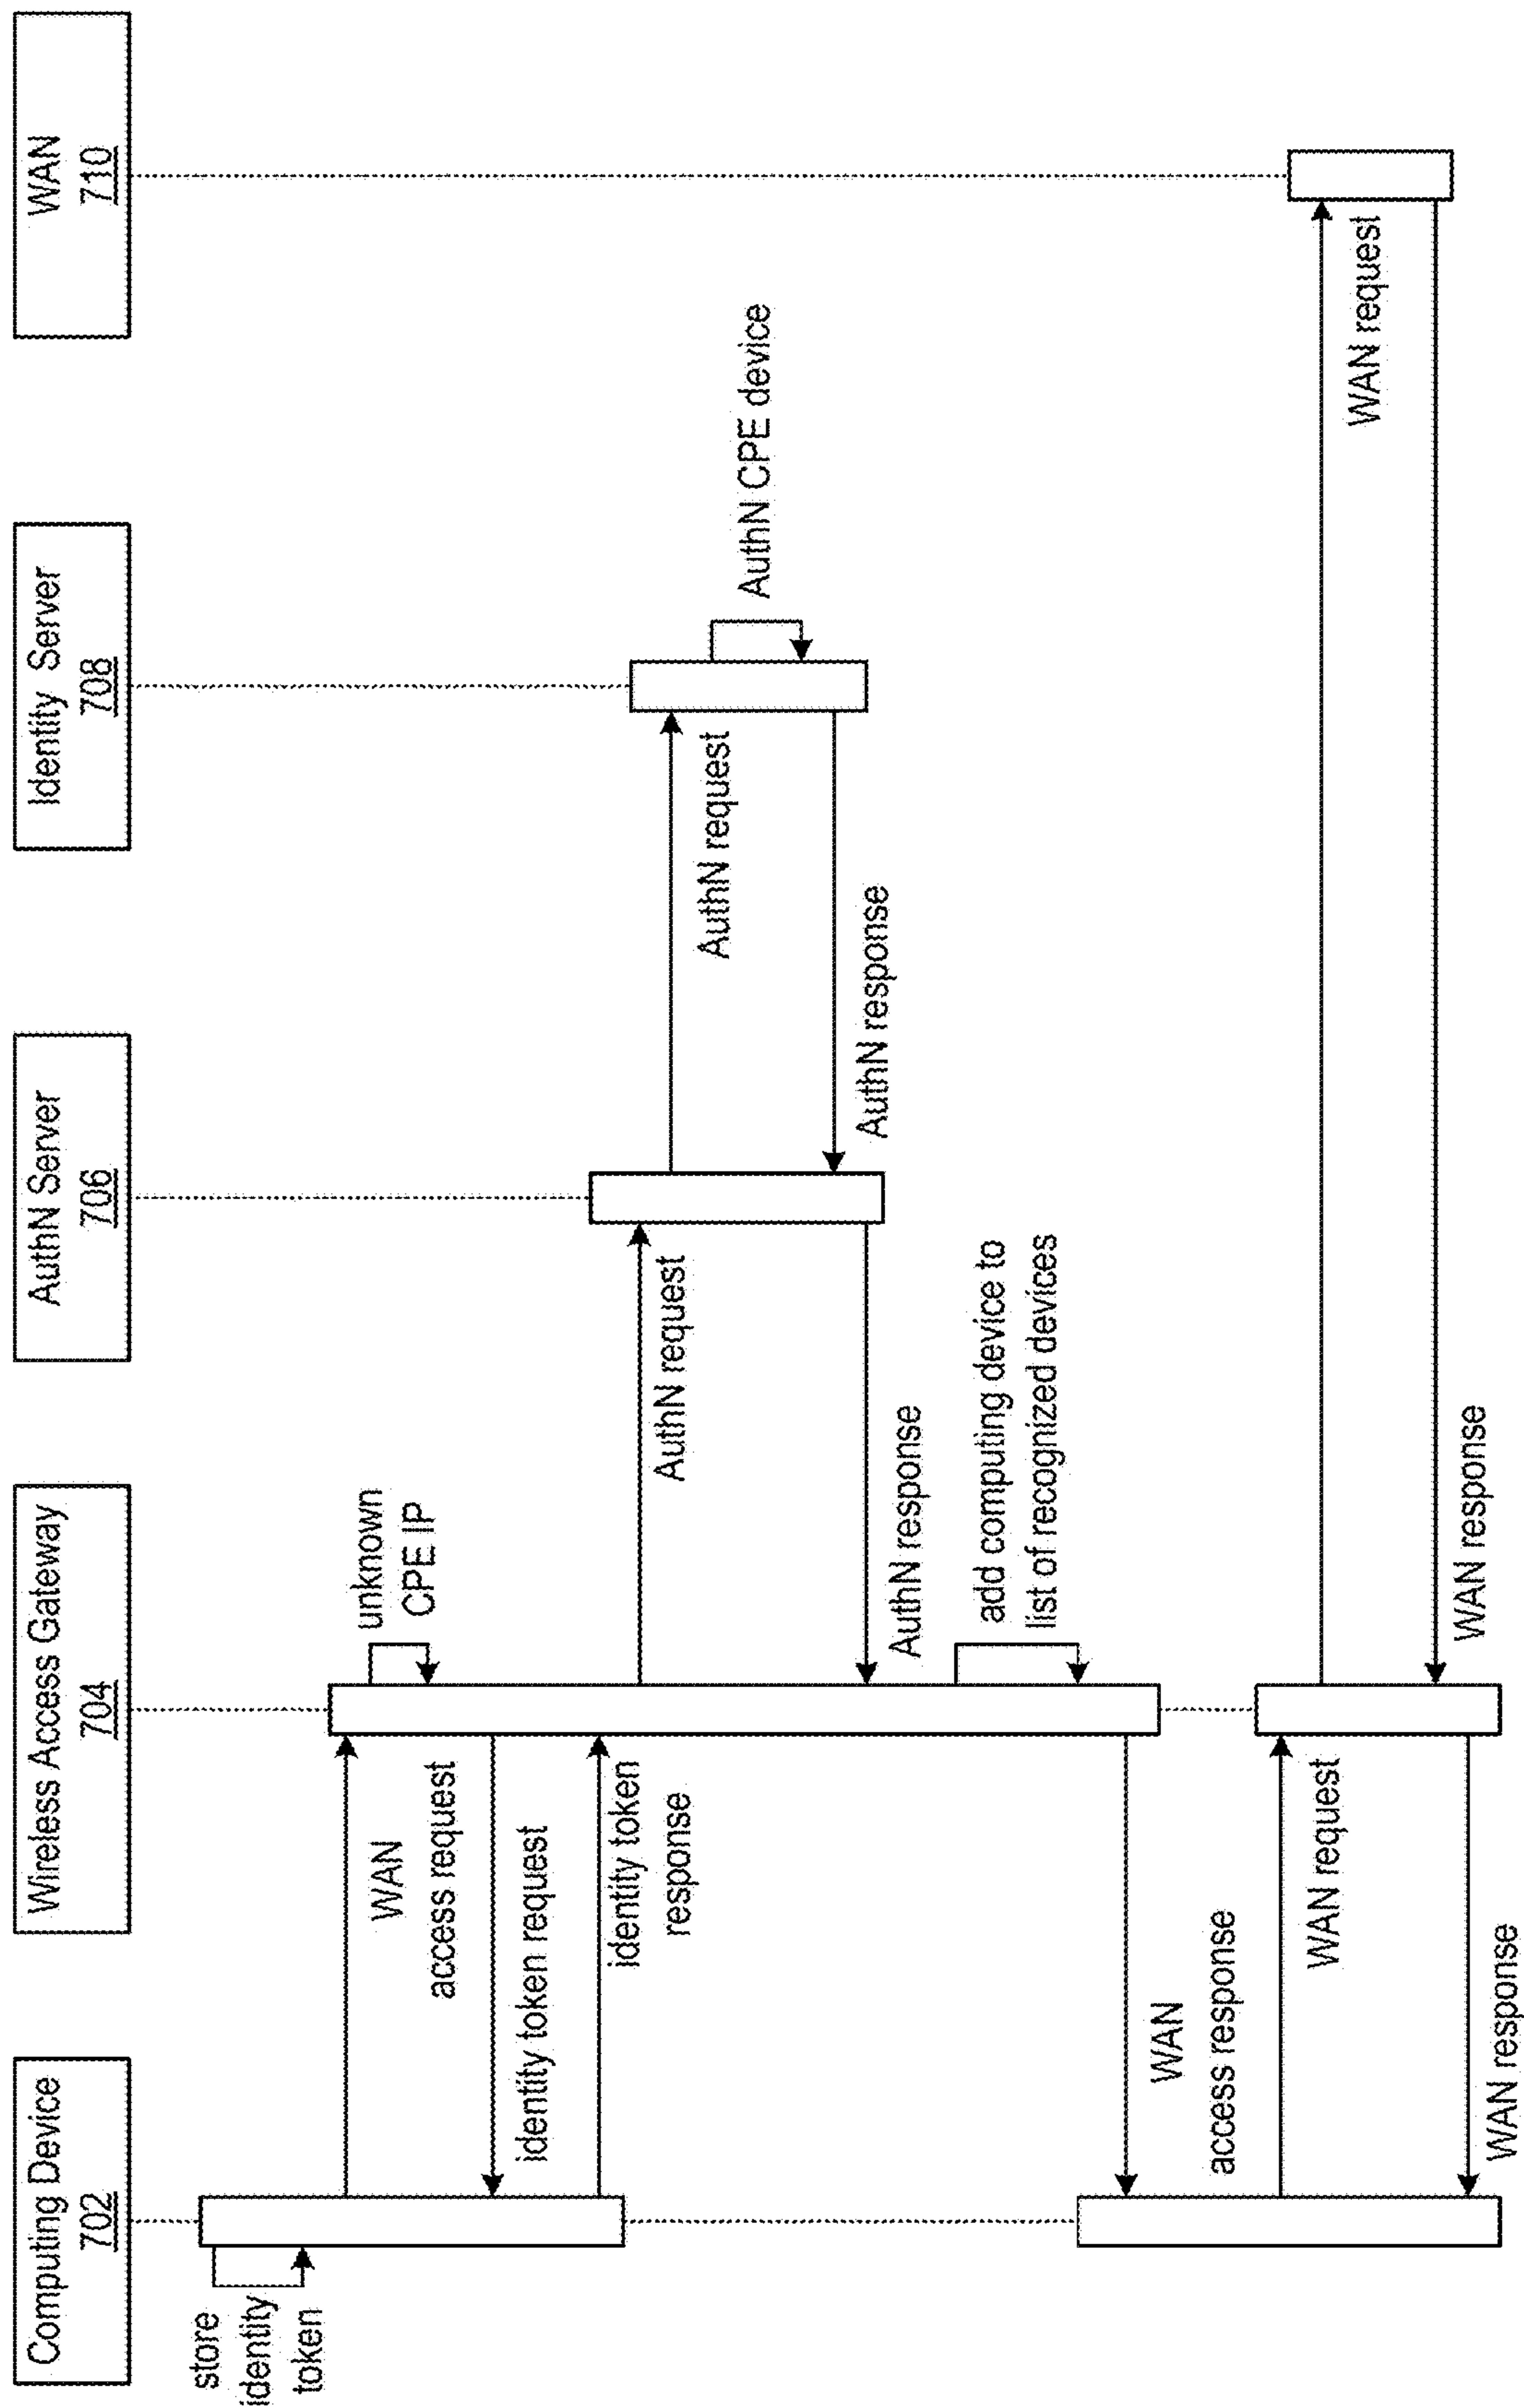 Computing Device
702
Wireless Access Gateway
704
AuthN Server
706
Identity Server
708
WAN
710
store
identity
token
WAN
access request
unknown
CPE IP
identity token request
identity token
response
AuthN request
AuthN request
AuthN CPE device
AuthN response
AuthN response
add computing device to
list of recognized devices
WAN
access response
WAN request
WAN request
WAN response
WAN response